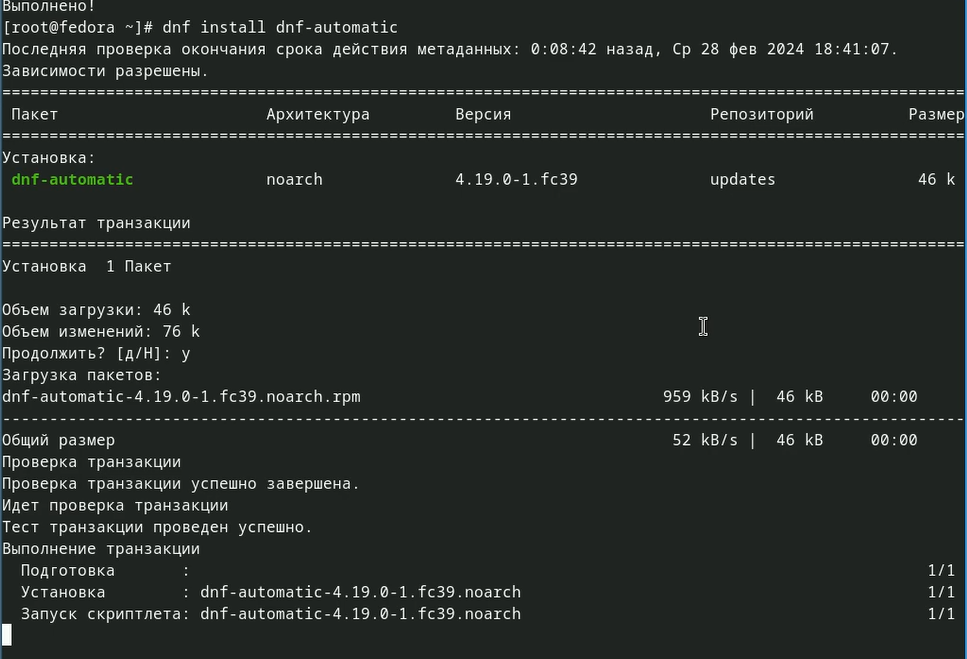 Выполнено!
[root@fedora ~]# dnf install dnf-automatic
Последняя проверка окончания срока действия метаданных: 0:08:42 назад, Ср 28 фев 2024 18:41:07.
Зависимости разрешены.
================================================================================
Пакет Архитектура Версия Репозиторий Размер
================================================================================
Установка:
dnf-automatic noarch 4.19.0-1.fc39 updates 46 k
Результат транзакции
================================================================================
Установка  1 Пакет
Объем загрузки: 46 k
Объем изменений: 76 k
Продолжить? [д/Н]: y
Загрузка пакетов:
dnf-automatic-4.19.0-1.fc39.noarch.rpm 959 kB/s |  46 kB 00:00
--------------------------------------------------------------------------------
Общий размер 52 kB/s |  46 kB 00:00
Проверка транзакции
Проверка транзакции успешно завершена.
Идет проверка транзакции
Тест транзакции проведен успешно.
Выполнение транзакции
Подготовка : 1/1
Установка : dnf-automatic-4.19.0-1.fc39.noarch 1/1
Запуск скриптлета: dnf-automatic-4.19.0-1.fc39.noarch 1/1